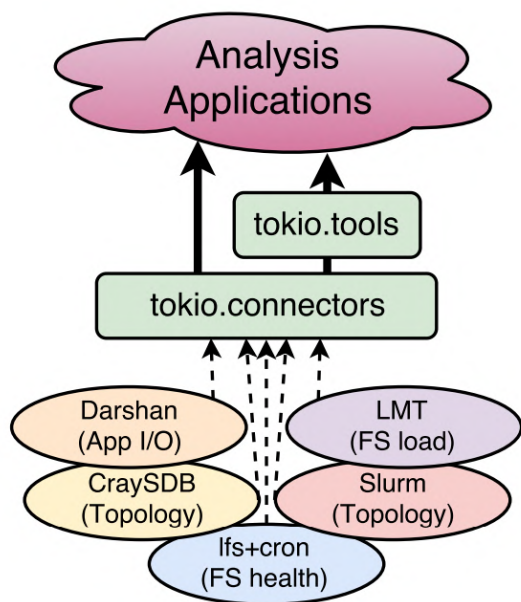 Analysis
Applications
tokio.tools
tokio.connectors
Darshan
(App I/O)
LMT
(FS load)
CraySDB
(Topology)
Slurm
(Topology)
lfs+cron
(FS health)